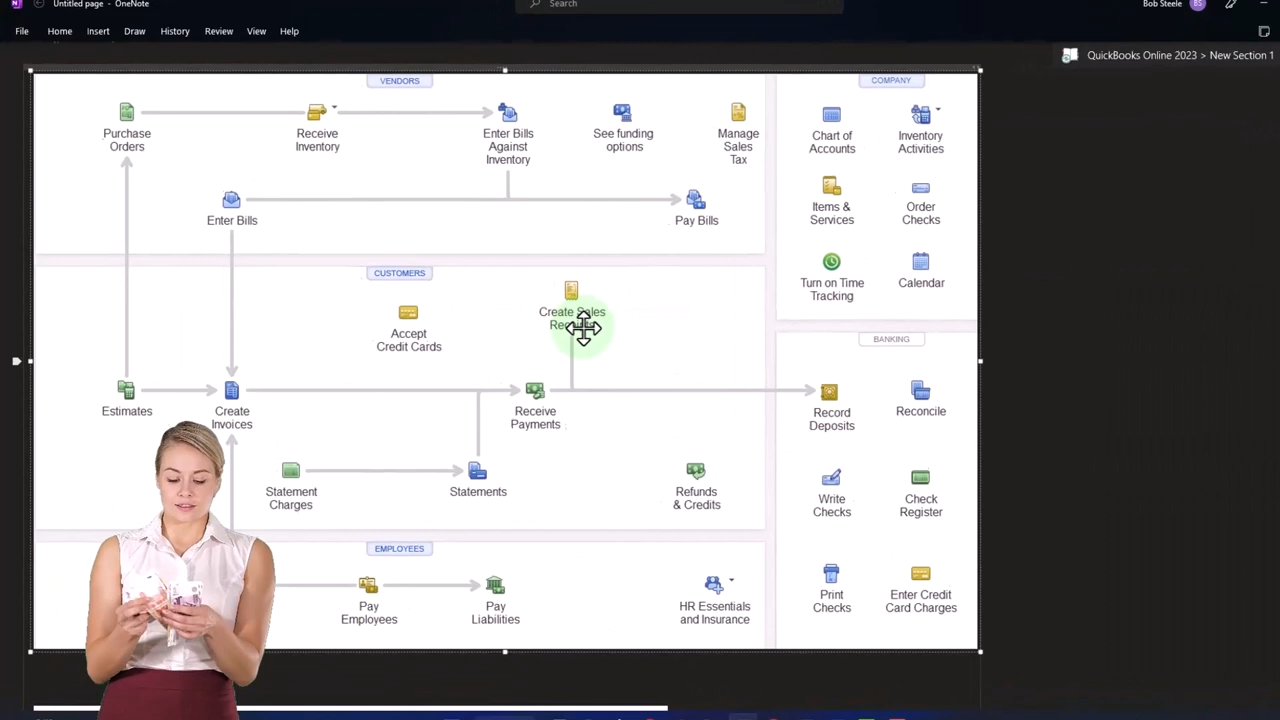 Untitled page - OneNote
Search
Bob Steele
BS
File
Home
Insert
Draw
History
Review
View
Help
QuickBooks Online 2023 > New Section 1
VENDORS
Purchase
Orders
Receive
Inventory
Enter Bills
Against
Inventory
See funding
options
Manage
Sales
Tax
Enter Bills
Pay Bills
CUSTOMERS
Create Sales
Accept
Credit Cards
Estimates
Create
Invoices
Receive
Payments
Statement
Charges
Statements
Refunds
& Credits
EMPLOYEES
Pay
Employees
Pay
Liabilities
HR Essentials
and Insurance
COMPANY
Chart of
Accounts
Inventory
Activities
Items &
Services
Order
Checks
Turn on Time
Tracking
Calendar
BANKING
Record
Deposits
Reconcile
Write
Checks
Check
Register
Print
Checks
Enter Credit
Card Charges